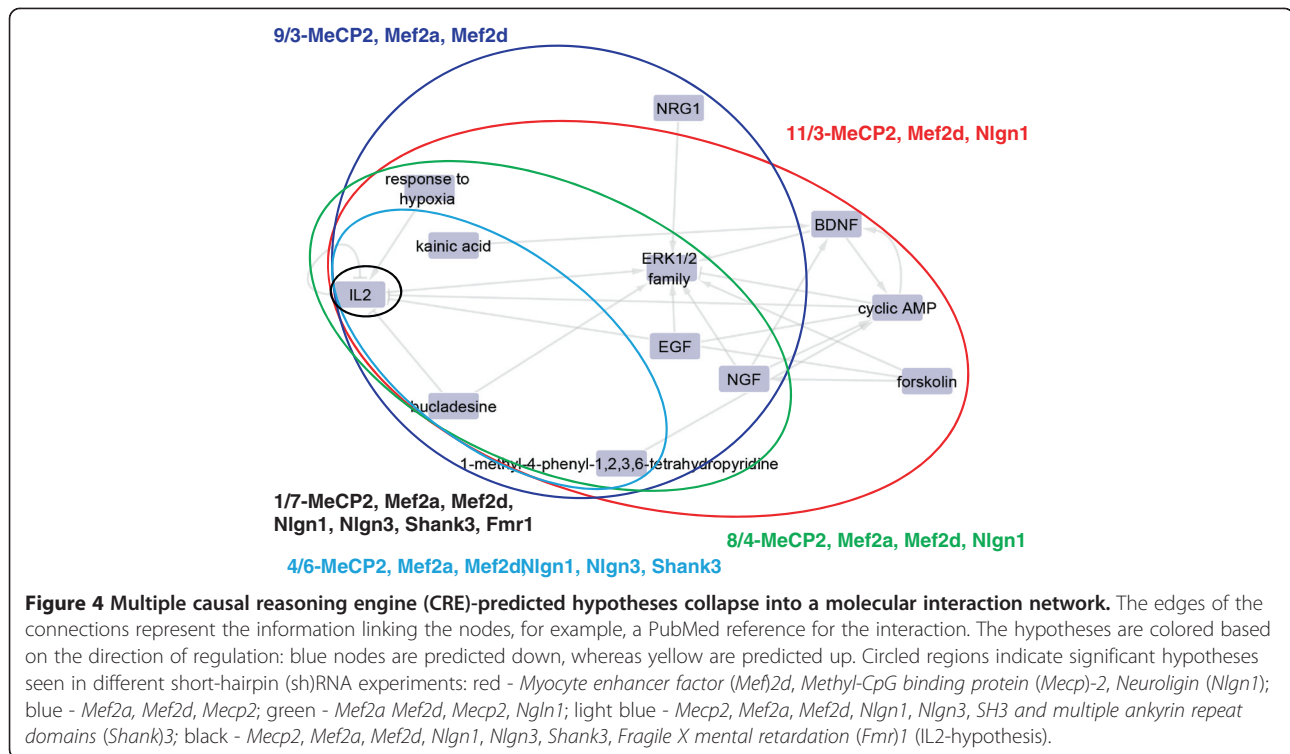 9/3-MeCP2, Mef2a, Mef2d
NRG1
11/3-MeCP2, Mef2d, Nlgn1
response to
hypoxia
BDNF
kainic acid
ERK1/2
family
IL2
cyclic AMP
EGF
NGF
forskolin
bucladesine
1-methyl-4-phenyl-1,2,3,6-tetrahydropyridine
1/7-MeCP2, Mef2a, Mef2d,
Nlgn1, Nlgn3, Shank3, Fmr1
8/4-MeCP2, Mef2a, Mef2d, Nlgn1
4/6-MeCP2, Mef2a, Mef2d,Nlgn1, Nlgn3, Shank3
Figure 4 Multiple causal reasoning engine (CRE)-predicted hypotheses collapse into a molecular interaction network. The edges of the
connections represent the information linking the nodes, for example, a PubMed reference for the interaction. The hypotheses are colored based
on the direction of regulation: blue nodes are predicted down, whereas yellow are predicted up. Circled regions indicate significant hypotheses
seen in different short-hairpin (sh)RNA experiments: red - Myocyte enhancer factor (Mef)2d, Methyl-CpG binding protein (Mecp)-2, Neuroligin (Nlgn1);
blue - Mef2a, Mef2d, Mecp2; green - Mef2a Mef2d, Mecp2, Ngln1; light blue - Mecp2, Mef2a, Mef2d, Nlgn1, Nlgn3, SH3 and multiple ankyrin repeat
domains (Shank)3; black - Mecp2, Mef2a, Mef2d, Nlgn1, Nlgn3, Shank3, Fragile X mental retardation (Fmr)1 (IL2-hypothesis).